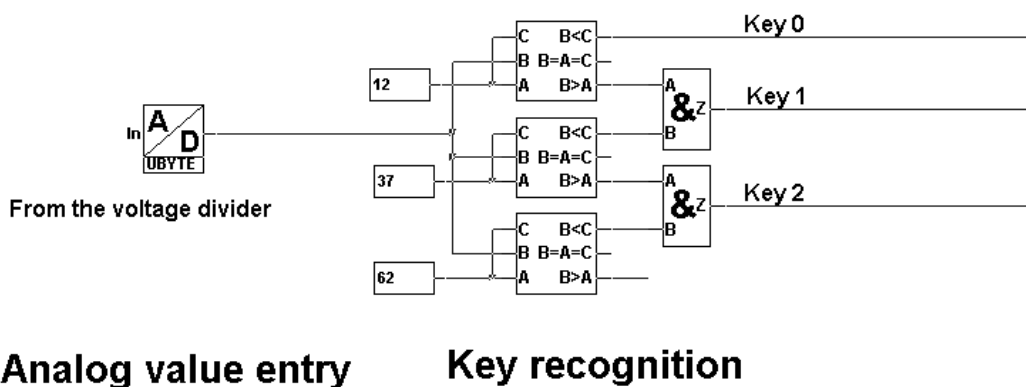 Key 0
C B<C
B B=A=C
12
A B>A
A
& Z
Key 1
B
In A D
UBYTE
C B<C
B B=A=C
37
A B>A
From the voltage divider
A
& Z
Key 2
B
C B<C
B B=A=C
62
A B>A
Analog value entry
Key recognition